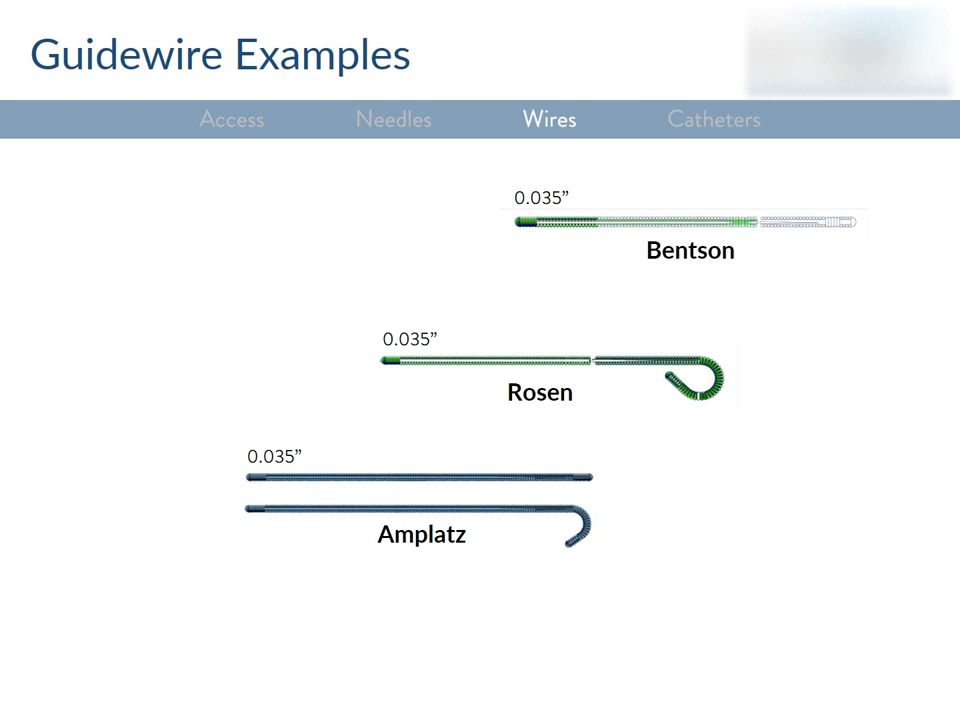 Guidewire Examples
Access Needles Wires Catheters
0.035”
Bentson
0.035”
Rosen
0.035”
Amplatz